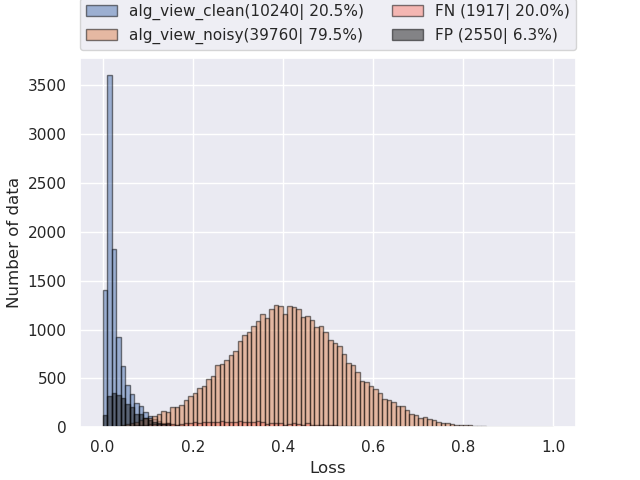 alg_view_clean(10240| 20.5%) FN (1917| 20.0%)
alg_view_noisy(39760| 79.5%) FP (2550| 6.3%)
3500
3000
2500
2000
1500
1000
500
0
Number of data
0.0 0.2 0.4 0.6 0.8 1.0
Loss